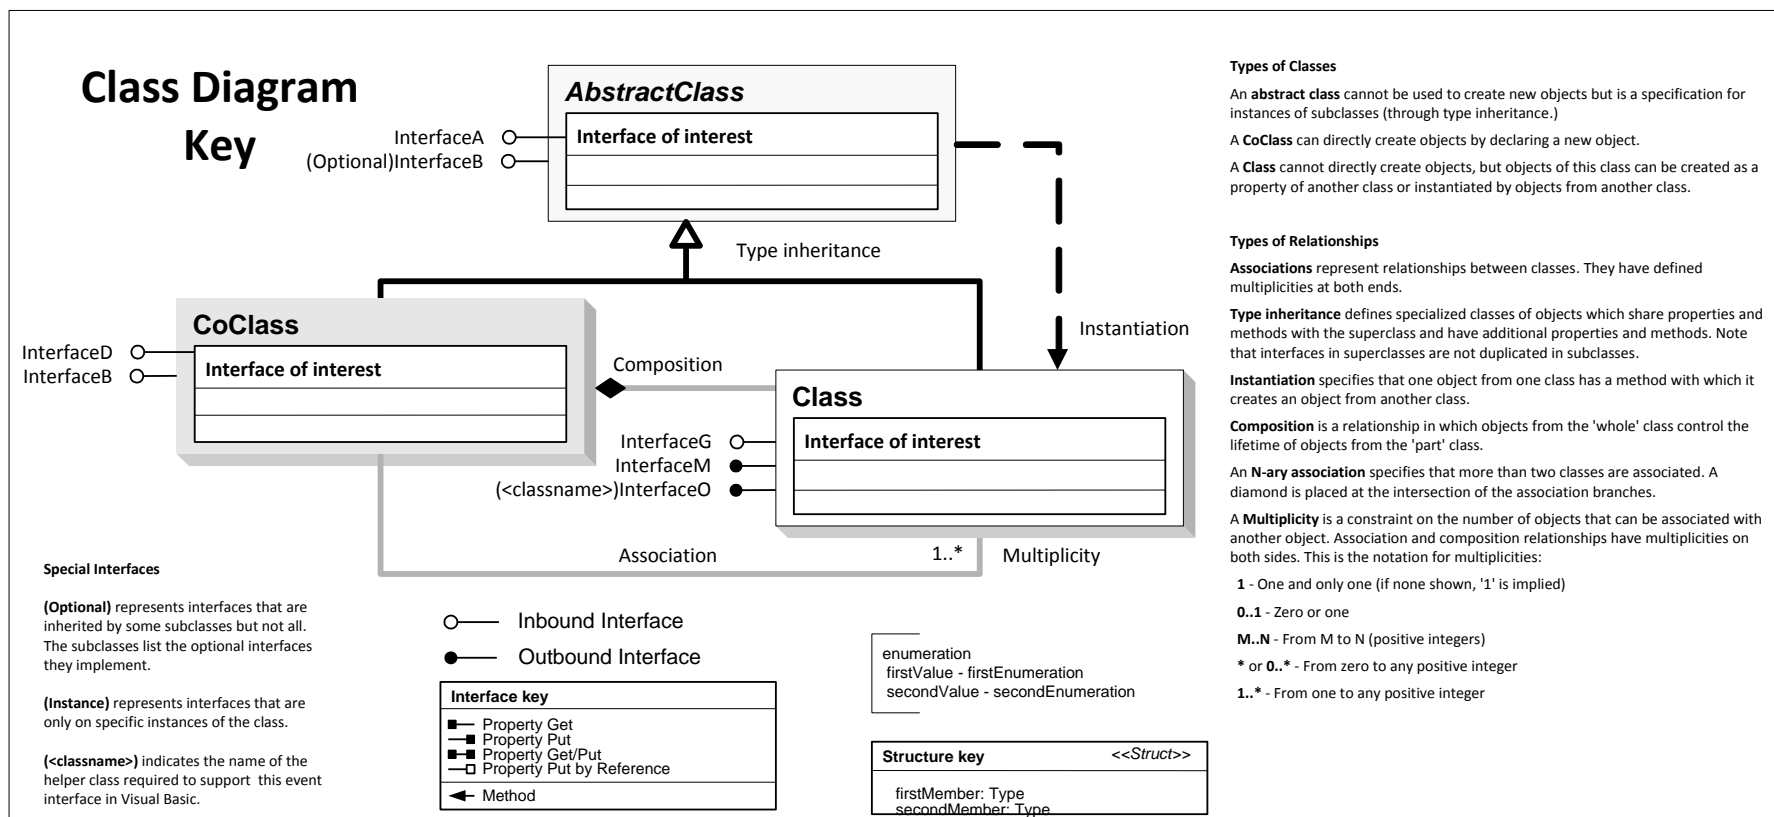 Class Diagram
Key
AbstractClass
Interface of interest
InterfaceA
(Optional)InterfaceB
Type inheritance
CoClass
Interface of interest
InterfaceD
InterfaceB
Composition
Instantiation
Class
Interface of interest
InterfaceG
InterfaceM
(<classname>)InterfaceO
Association
1..*
Multiplicity
Special Interfaces
(Optional) represents interfaces that are
inherited by some subclasses but not all.
The subclasses list the optional interfaces
they implement.
(Instance) represents interfaces that are
only on specific instances of the class.
(<classname>) indicates the name of the
helper class required to support this event
interface in Visual Basic.
Inbound Interface
Outbound Interface
Interface key
Property Get
Property Put
Property Get/Put
Property Put by Reference
Method
enumeration
firstValue - firstEnumeration
secondValue - secondEnumeration
Structure key <<Struct>>
firstMember: Type
secondMember: Type
Types of Classes
An abstract class cannot be used to create new objects but is a specification for
instances of subclasses (through type inheritance.)
A CoClass can directly create objects by declaring a new object.
A Class cannot directly create objects, but objects of this class can be created as a
property of another class or instantiated by objects from another class.
Types of Relationships
Associations represent relationships between classes. They have defined
multiplicities at both ends.
Type inheritance defines specialized classes of objects which share properties and
methods with the superclass and have additional properties and methods. Note
that interfaces in superclasses are not duplicated in subclasses.
Instantiation specifies that one object from one class has a method with which it
creates an object from another class.
Composition is a relationship in which objects from the 'whole' class control the
lifetime of objects from the 'part' class.
An N-ary association specifies that more than two classes are associated. A
diamond is placed at the intersection of the association branches.
A Multiplicity is a constraint on the number of objects that can be associated with
another object. Association and composition relationships have multiplicities on
both sides. This is the notation for multiplicities:
1 - One and only one (if none shown, '1' is implied)
0..1 - Zero or one
M..N - From M to N (positive integers)
* or 0..* - From zero to any positive integer
1..* - From one to any positive integer